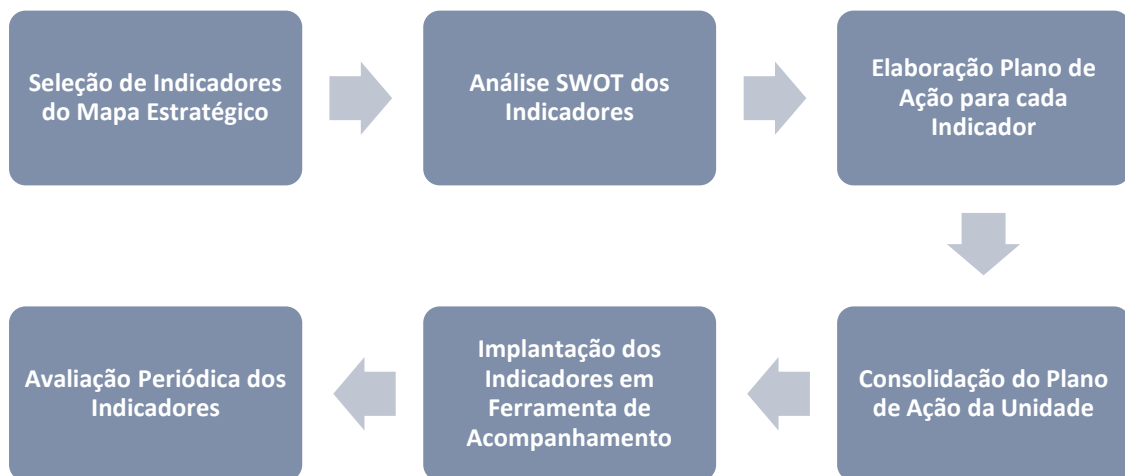 Seleção de Indicadores
do Mapa Estratégico
Análise SWOT dos
Indicadores
Elaboração Plano de
Ação para cada
Indicador
Consolidação do Plano
de Ação da Unidade
Implantação dos
Indicadores em
Ferramenta de
Acompanhamento
Avaliação Periódica dos
Indicadores